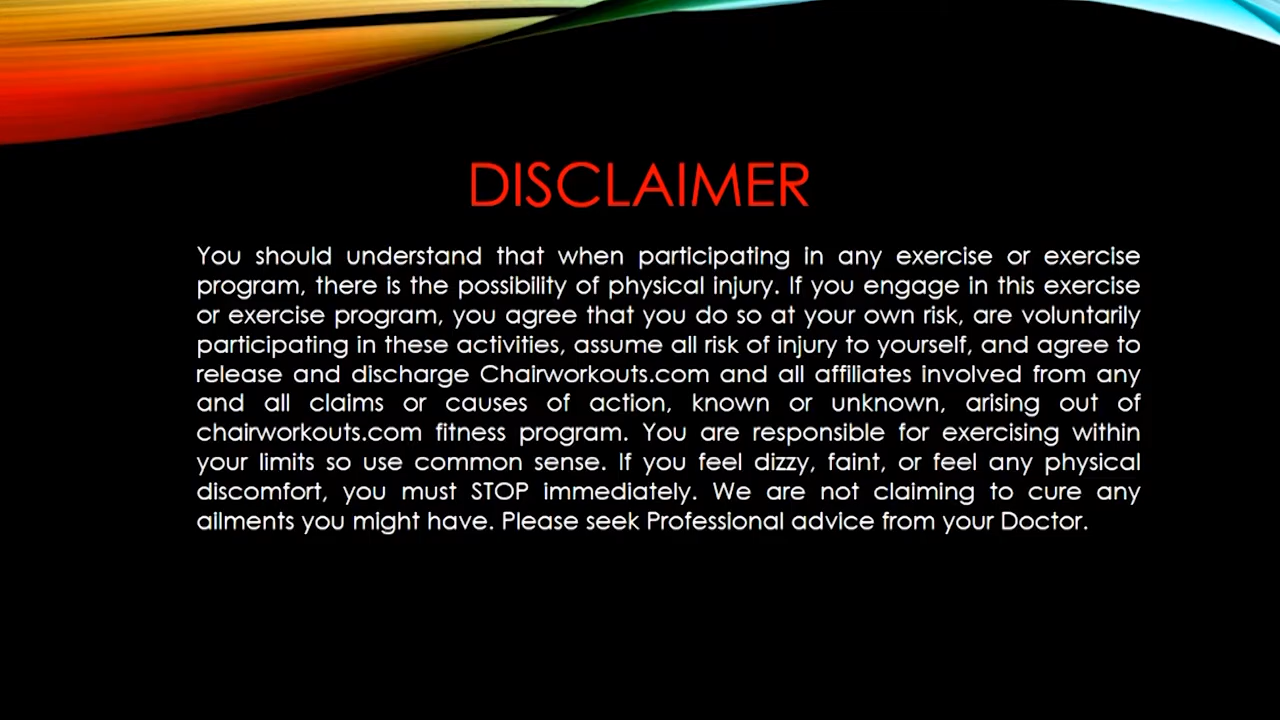 DISCLAIMER
You should understand that when participating in any exercise or exercise
program, there is the possibility of physical injury. If you engage in this exercise
or exercise program, you agree that you do so at your own risk, are voluntarily
participating in these activities, assume all risk of injury to yourself, and agree to
release and discharge Chairworkouts.com and all affiliates involved from any
and all claims or causes of action, known or unknown, arising out of
chairworkouts.com fitness program. You are responsible for exercising within
your limits so use common sense. If you feel dizzy, faint, or feel any physical
discomfort, you must STOP immediately. We are not claiming to cure any
ailments you might have. Please seek Professional advice from your Doctor.